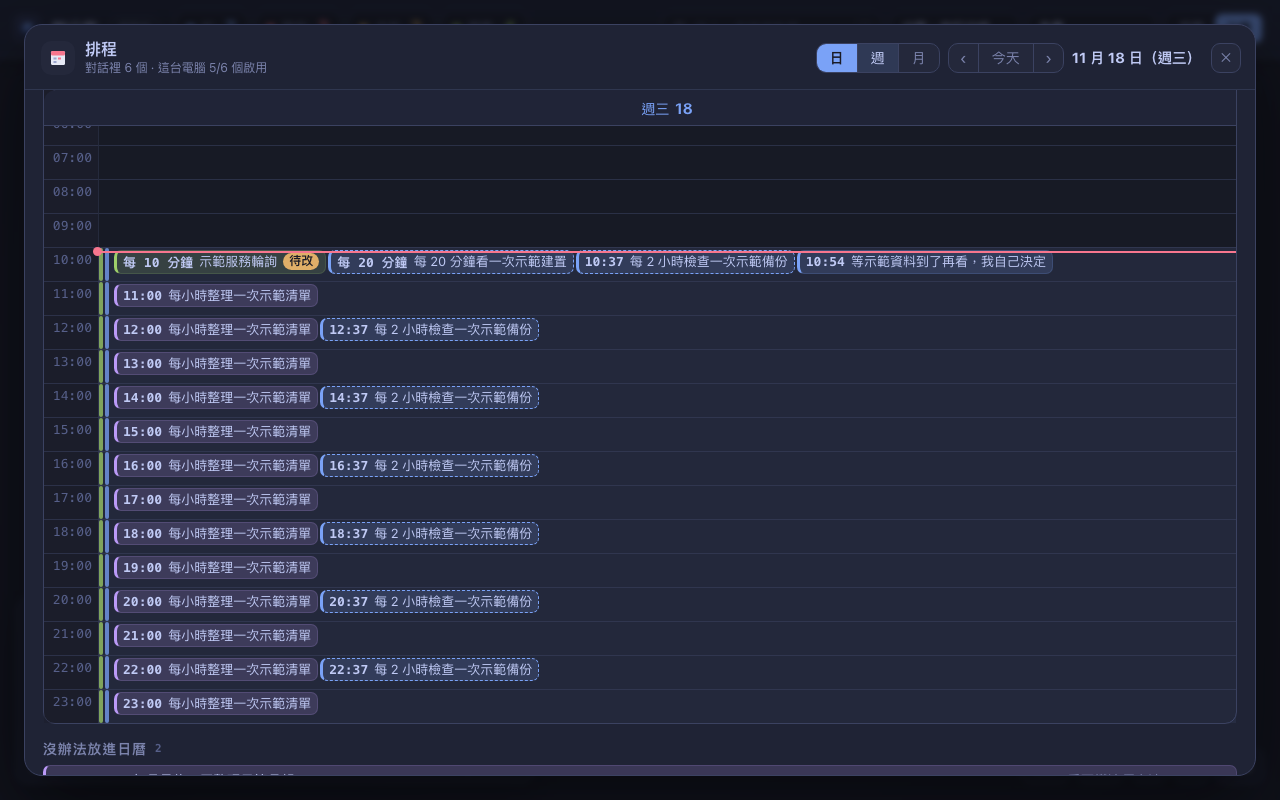 排程
對話裡 6 個 · 這台電腦 5/6 個啟用
日 週 月 ‹ 今天 › 11 月 18 日（週三） ×
週三 18
07:00
08:00
09:00
10:00 每 10 分鐘 示範服務輪詢 待改 每 20 分鐘 每 20 分鐘看一次示範建置 10:37 每 2 小時檢查一次示範備份 10:54 等示範資料到了再看，我自己決定
11:00 11:00 每小時整理一次示範清單
12:00 12:00 每小時整理一次示範清單 12:37 每 2 小時檢查一次示範備份
13:00 13:00 每小時整理一次示範清單
14:00 14:00 每小時整理一次示範清單 14:37 每 2 小時檢查一次示範備份
15:00 15:00 每小時整理一次示範清單
16:00 16:00 每小時整理一次示範清單 16:37 每 2 小時檢查一次示範備份
17:00 17:00 每小時整理一次示範清單
18:00 18:00 每小時整理一次示範清單 18:37 每 2 小時檢查一次示範備份
19:00 19:00 每小時整理一次示範清單
20:00 20:00 每小時整理一次示範清單 20:37 每 2 小時檢查一次示範備份
21:00 21:00 每小時整理一次示範清單
22:00 22:00 每小時整理一次示範清單 22:37 每 2 小時檢查一次示範備份
23:00 23:00 每小時整理一次示範清單
沒辦法放進日曆 2